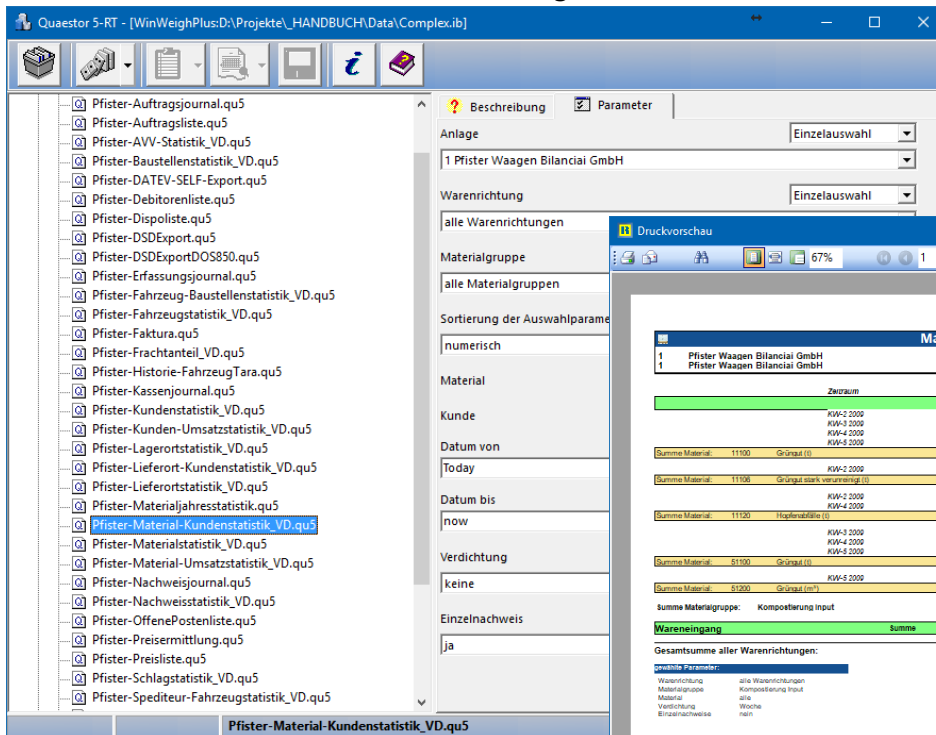 Quaestor 5-RT - [WinWeighPlus:D:\Projekte\_HANDBUCH\Data\Complex.ib]
Pfister-Auftragsjournal.qu5
Pfister-Auftragsliste.qu5
Pfister-AVV-Statistik_VD.qu5
Pfister-Baustellenstatistik_VD.qu5
Pfister-DATEV-SELF-Export.qu5
Pfister-Debitorenliste.qu5
Pfister-Dispoliste.qu5
Pfister-DSDExport.qu5
Pfister-DSDExportDOS850.qu5
Pfister-Erfassungsjournal.qu5
Pfister-Fahrzeug-Baustellenstatistik_VD.qu5
Pfister-Fahrzeugstatistik_VD.qu5
Pfister-Faktura.qu5
Pfister-Frachtanteil_VD.qu5
Pfister-Historie-FahrzeugTara.qu5
Pfister-Kassenjournal.qu5
Pfister-Kundenstatistik_VD.qu5
Pfister-Kunden-Umsatzstatistik_VD.qu5
Pfister-Lagerortstatistik_VD.qu5
Pfister-Lieferort-Kundenstatistik_VD.qu5
Pfister-Lieferortstatistik_VD.qu5
Pfister-Materialjahresstatistik.qu5
Pfister-Material-Kundenstatistik_VD.qu5
Pfister-Materialstatistik_VD.qu5
Pfister-Material-Umsatzstatistik_VD.qu5
Pfister-Nachweisjournal.qu5
Pfister-Nachweisstatistik_VD.qu5
Pfister-OffenePostenliste.qu5
Pfister-Preisermittlung.qu5
Pfister-Preisliste.qu5
Pfister-Schlagstatistik_VD.qu5
Pfister-Spediteur-Fahrzeugstatistik_VD.qu5
Pfister-Material-Kundenstatistik_VD.qu5
? Beschreibung Parameter
Anlage Einzelauswahl
1 Pfister Waagen Bilanciai GmbH
Warenrichtung Einzelauswahl
alle Warenrichtungen
Materialgruppe
alle Materialgruppen
Sortierung der Auswahlparame
numerisch
Material
Kunde
Datum von
Today
Datum bis
now
Verdichtung
keine
Einzelnachweis
ja
Druckvorschau
67% 1
Ma
1 Pfister Waagen Bilanciai GmbH
1 Pfister Waagen Bilanciai GmbH
Zeitraum
KW-2 2009
KW-3 2009
KW-4 2009
KW-5 2009
Summe Material: 11100 Grüngut (t)
KW-2 2009
Summe Material: 11106 Grüngut stark verunreinigt (t)
KW-2 2009
KW-4 2009
Summe Material: 11120 Hopfenabfälle (t)
KW-3 2009
KW-4 2009
KW-5 2009
Summe Material: 51100 Grüngut (t)
KW-5 2009
Summe Material: 51200 Grüngut (m³)
Summe Materialgruppe: Kompostierung Input
Wareneingang Summe
Gesamtsumme aller Warenrichtungen:
gewählte Parameter:
Warenrichtung alle Warenrichtungen
Materialgruppe Kompostierung Input
Material alle
Verdichtung Woche
Einzelnachweise nein